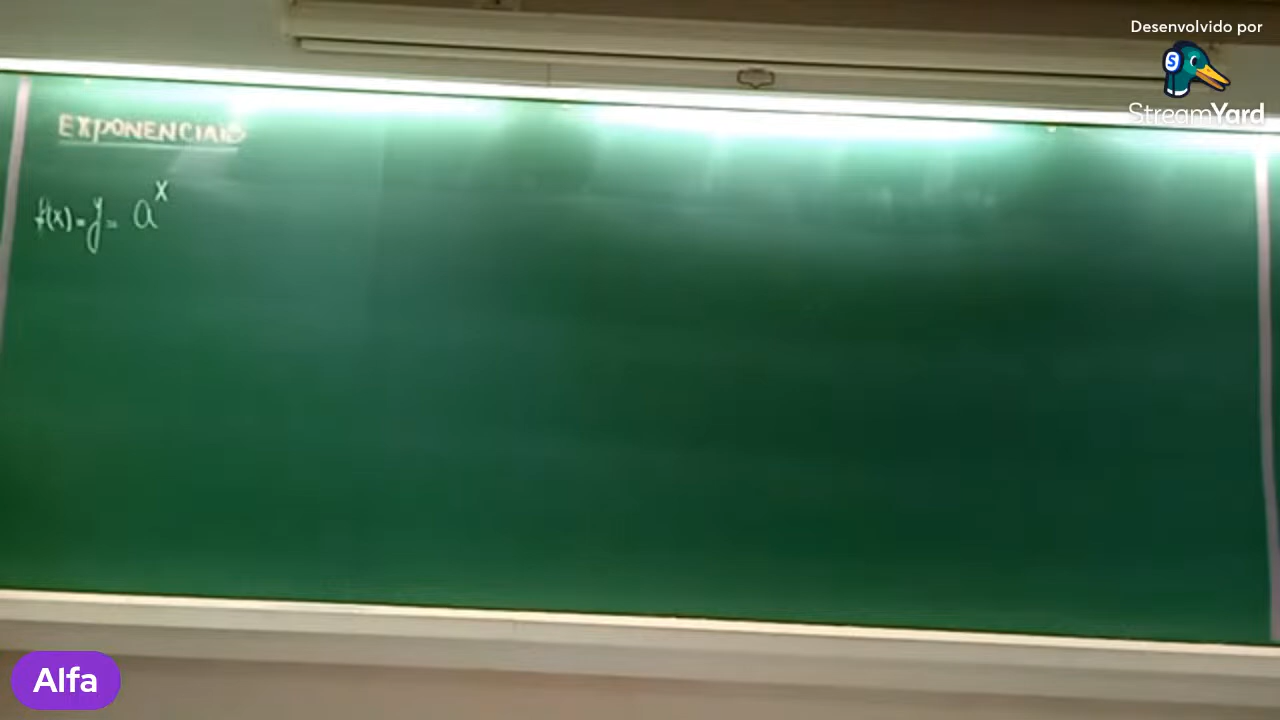 Desenvolvido por
StreamYard
EXPONENCIAIS
f(x) = y = a^x
Alfa